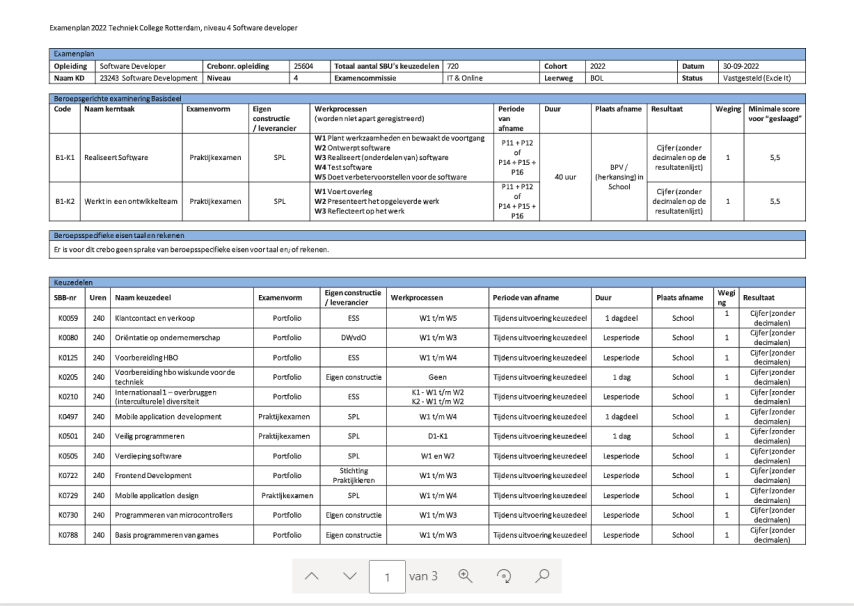 Examenplan 2022 Techniek College Rotterdam, niveau 4 Software developer
Examenplan
Opleiding Software Developer Crebonr. opleiding 25604 Totaal aantal SBU's keuzedelen 720 Cohort 2022 Datum 30-09-2022
Naam KD 23243 Software Development Niveau 4 Examencommissie IT & Online Leerweg BOL Status Vastgesteld (Excie It)
Beroepsgerichte examinering Basisdeel
Code Naam kerntaak Examenvorm Eigen constructie / leverancier Werkprocessen (worden niet apart geregistreerd) Periode van afname Duur Plaats afname Resultaat Weging Minimale score voor "geslaagd"
B1-K1 Realiseert Software Praktijkexamen SPL
W1 Plant werkzaamheden en bewaakt de voortgang
W2 Ontwerpt software
W3 Realiseert (onderdelen van) software
W4 Test software
W5 Doet verbetervoorstellen voor de software
P11 + P12
of
P14 + P15 +
P16
40 uur
BPV /
(herkansing) in
School
Cijfer (zonder
decimalen op de
resultatenlijst)
1 5,5
B1-K2 Werkt in een ontwikkelteam Praktijkexamen SPL
W1 Voert overleg
W2 Presenteert het opgeleverde werk
W3 Reflecteert op het werk
P11 + P12
of
P14 + P15 +
P16
Cijfer (zonder
decimalen op de
resultatenlijst)
1 5,5
Beroepsspecifieke eisen taal en rekenen
Er is voor dit crebo geen sprake van beroepsspecifieke eisen voor taal en/of rekenen.
Keuzedelen
SBB-nr Uren Naam keuzedeel Examenvorm Eigen constructie / leverancier Werkprocessen Periode van afname Duur Plaats afname Weging Resultaat
K0059 240 Klantcontact en verkoop Portfolio ESS W1 t/m W5 Tijdens uitvoering keuzedeel 1 dagdeel School 1 Cijfer (zonder decimalen)
K0080 240 Oriëntatie op ondernemerschap Portfolio DWvdO W1 t/m W3 Tijdens uitvoering keuzedeel Lesperiode School 1 Cijfer (zonder decimalen)
K0125 240 Voorbereiding HBO Portfolio ESS W1 t/m W4 Tijdens uitvoering keuzedeel Lesperiode School 1 Cijfer (zonder decimalen)
K0205 240 Voorbereiding hbo wiskunde voor de techniek Portfolio Eigen constructie Geen Tijdens uitvoering keuzedeel 1 dag School 1 Cijfer (zonder decimalen)
K0210 240 Internationaal 1 – overbruggen (interculturele) diversiteit Portfolio ESS K1 - W1 t/m W2 K2 - W1 t/m W2 Tijdens uitvoering keuzedeel Lesperiode School 1 Cijfer (zonder decimalen)
K0497 240 Mobile application development Praktijkexamen SPL W1 t/m W4 Tijdens uitvoering keuzedeel 1 dagdeel School 1 Cijfer (zonder decimalen)
K0501 240 Veilig programmeren Praktijkexamen SPL D1-K1 Tijdens uitvoering keuzedeel 1 dag School 1 Cijfer (zonder decimalen)
K0505 240 Verdieping software Portfolio SPL W1 en W2 Tijdens uitvoering keuzedeel Lesperiode School 1 Cijfer (zonder decimalen)
K0722 240 Frontend Development Portfolio Stichting Praktijkleren W1 t/m W3 Tijdens uitvoering keuzedeel Lesperiode School 1 Cijfer (zonder decimalen)
K0729 240 Mobile application design Praktijkexamen SPL W1 t/m W4 Tijdens uitvoering keuzedeel Lesperiode School 1 Cijfer (zonder decimalen)
K0730 240 Programmeren van microcontrollers Portfolio Eigen constructie W1 t/m W3 Tijdens uitvoering keuzedeel Lesperiode School 1 Cijfer (zonder decimalen)
K0788 240 Basis programmeren van games Portfolio Eigen constructie W1 t/m W3 Tijdens uitvoering keuzedeel Lesperiode School 1 Cijfer (zonder decimalen)
1 van 3